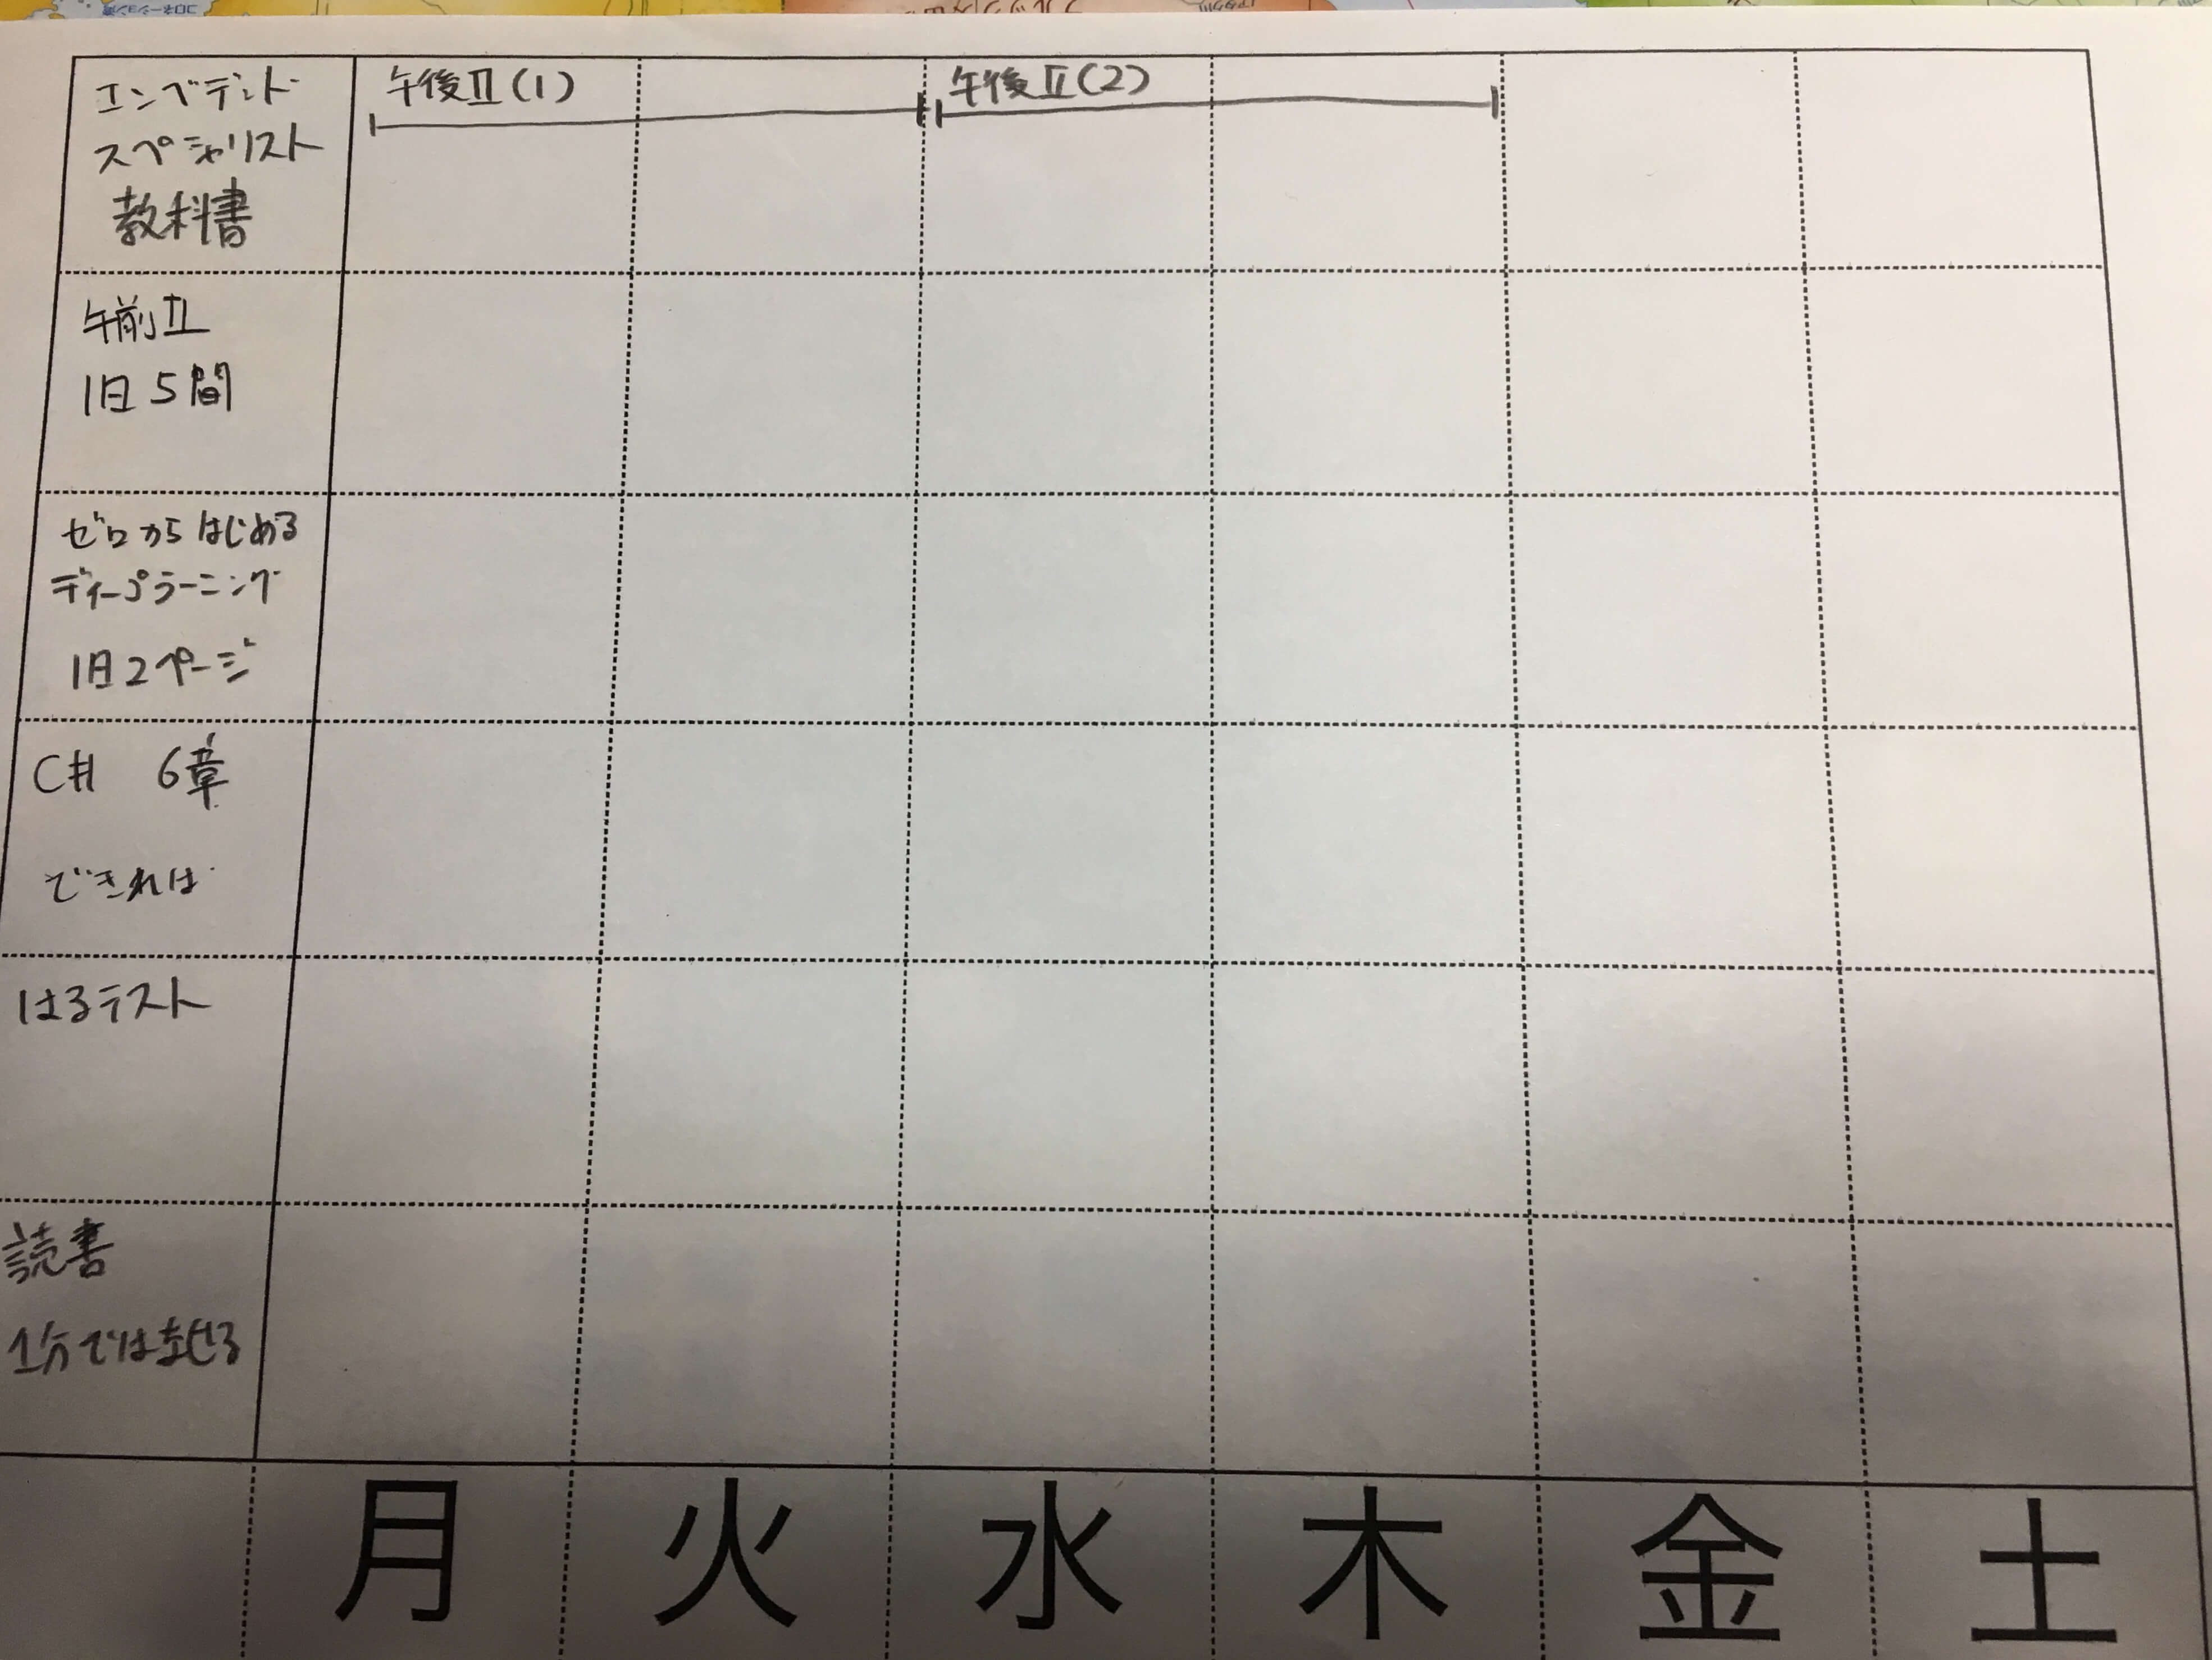 エンベデッド
スペシャリスト
教科書
午後Ⅱ(1)
午後Ⅱ(2)
午前Ⅱ
1日5問
ゼロからはじめる
ディープラーニング
1日2ページ
C# 6章
できれば
はるテスト
読書
1分では
月 火 水 木 金 土